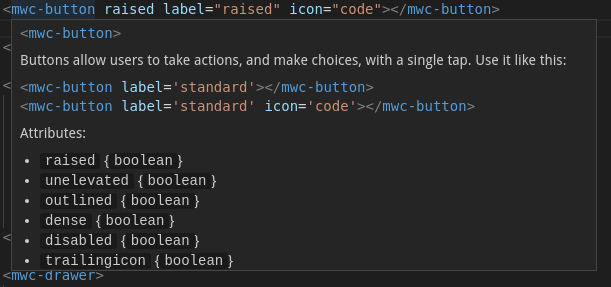 <mwc-button raised label="raised" icon="code"></mwc-button>
<mwc-button>
Buttons allow users to take actions, and make choices, with a single tap. Use it like this:
<mwc-button label='standard'></mwc-button>
<mwc-button label='standard' icon='code'></mwc-button>
Attributes:
• raised {boolean}
• unelevated {boolean}
• outlined {boolean}
• dense {boolean}
• disabled {boolean}
• trailingicon {boolean}
<mwc-drawer>